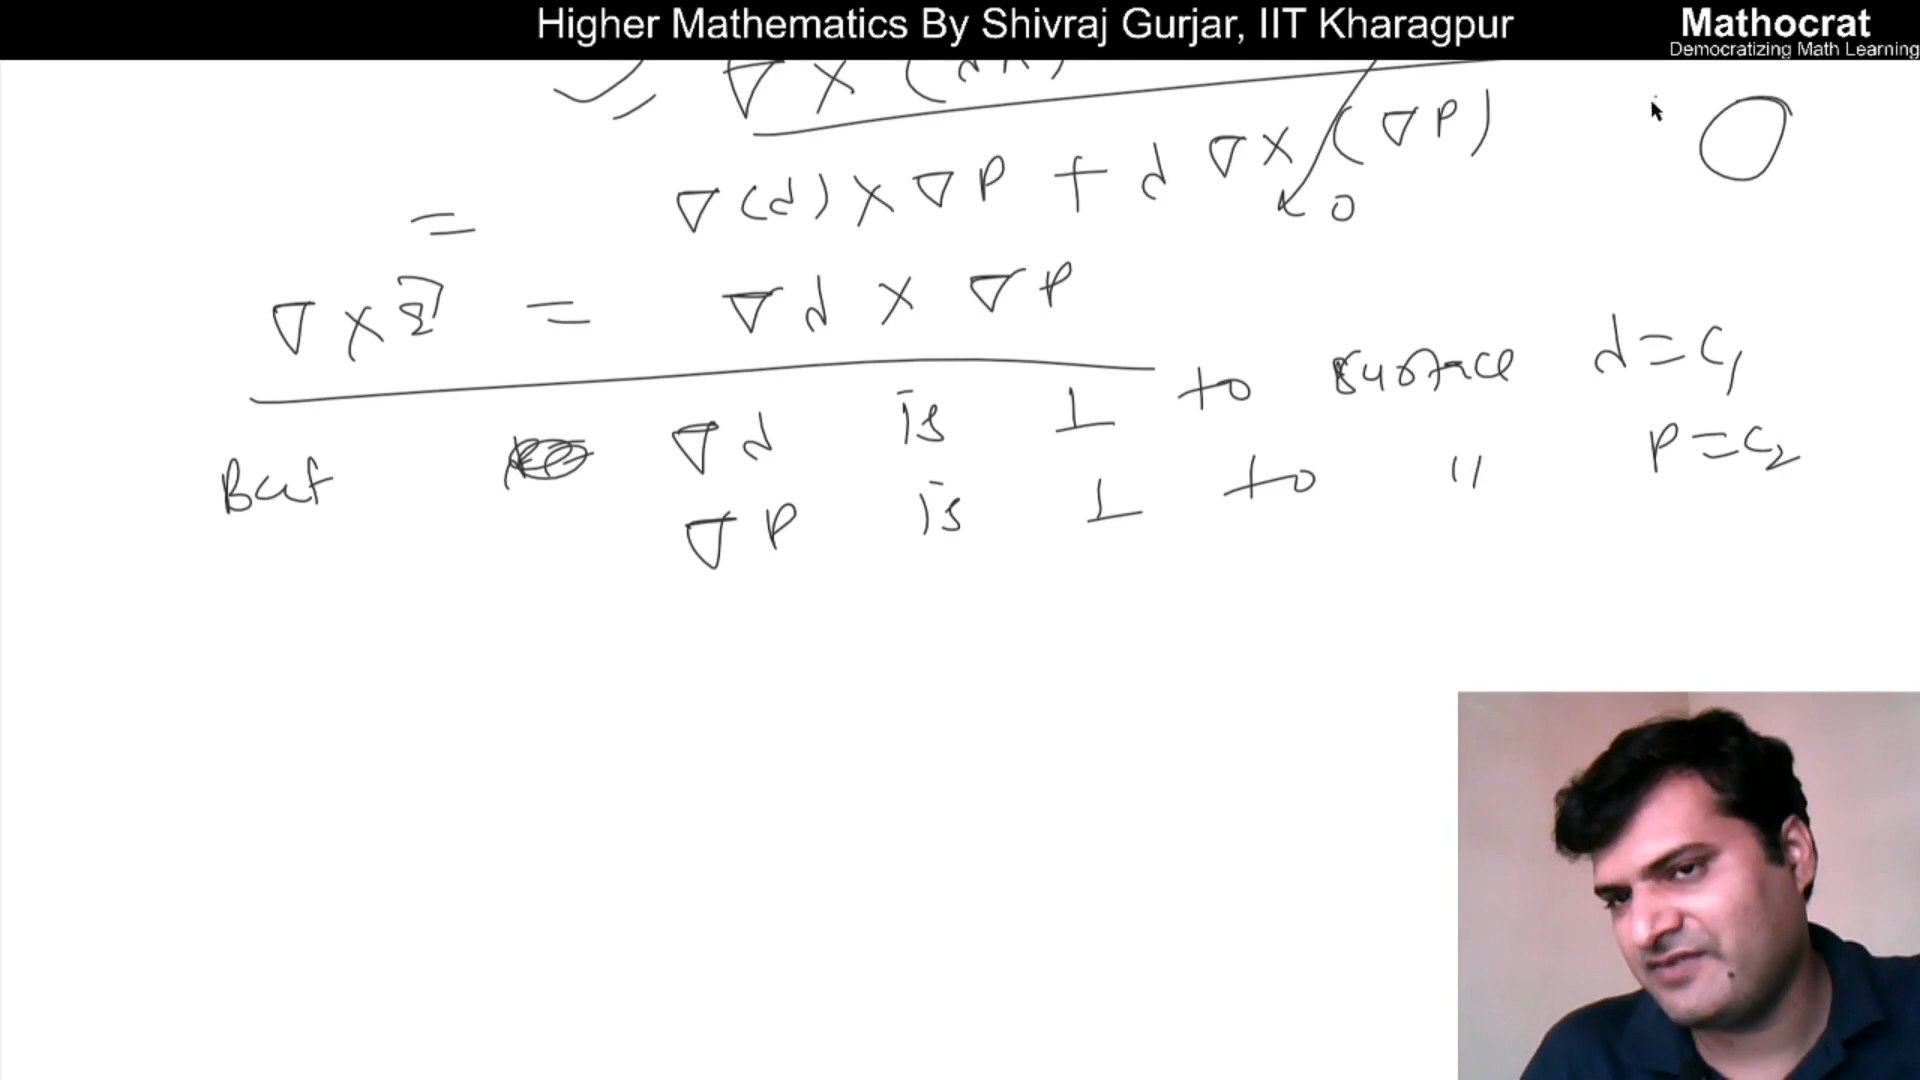 Higher Mathematics By Shivraj Gurjar, IIT Kharagpur
Mathocrat
Democratizing Math Learning
= ∇ × (
= ∇(d) × ∇P + d ∇ × (∇P) 0
∇ × = ∇d × ∇P
But ∇d is ⊥ to surface d = C₁
∇P is ⊥ to " P = C₂